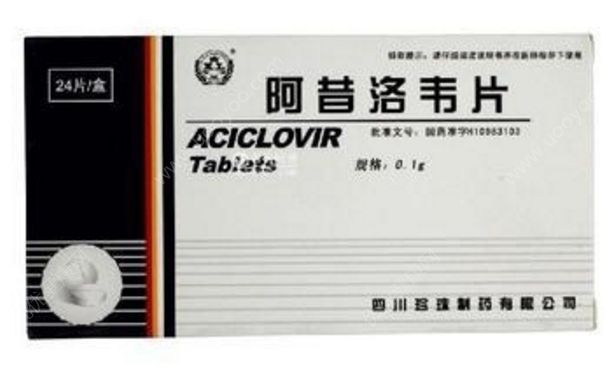 24片/盒
阿昔洛韦片
ACICLOVIR
批准文号：国药准字H10983103
Tablets
规格：0.1g
四川珍珠制药有限公司